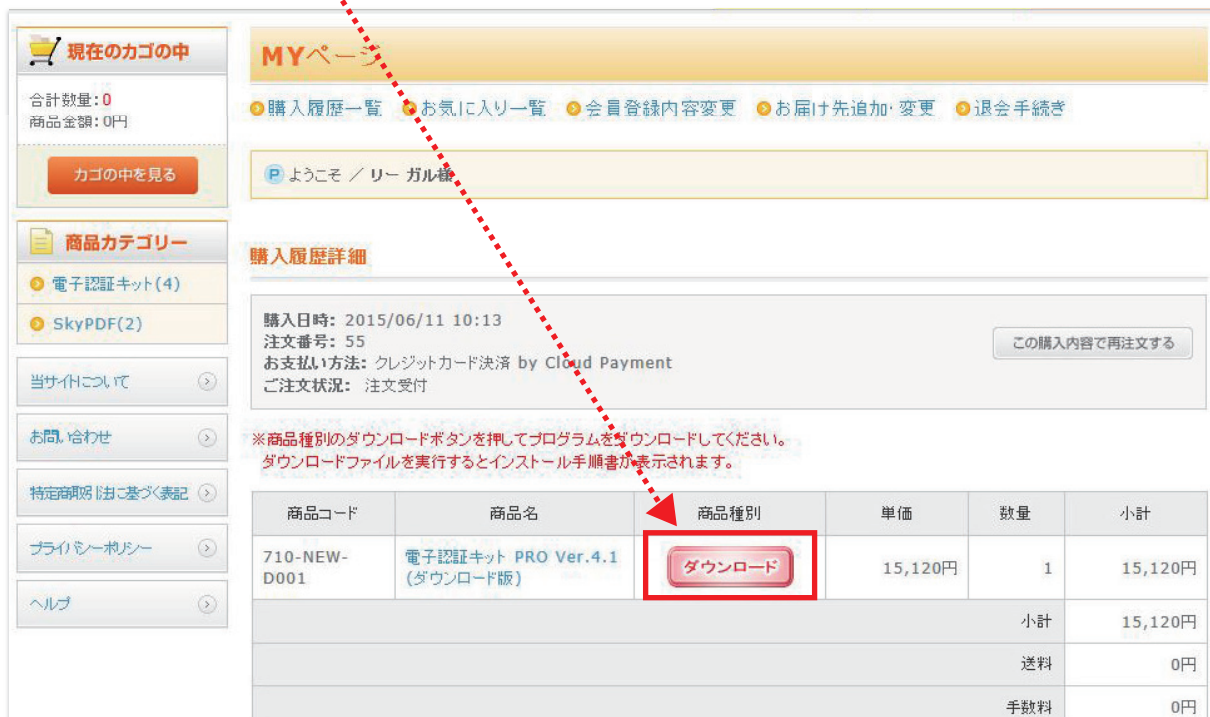 現在のカゴの中
合計数量:0
商品金額:0円
カゴの中を見る
商品カテゴリー
電子認証キット(4)
SkyPDF(2)
当サイトについて
お問い合わせ
特定商取引法に基づく表記
プライバシーポリシー
ヘルプ
MYページ
購入履歴一覧 お気に入り一覧 会員登録内容変更 お届け先追加・変更 退会手続き
P ようこそ ／ リー ガル様
購入履歴詳細
購入日時: 2015/06/11 10:13
注文番号: 55
お支払い方法: クレジットカード決済 by Cloud Payment
ご注文状況: 注文受付
この購入内容で再注文する
※商品種別のダウンロードボタンを押してプログラムをダウンロードしてください。
ダウンロードファイルを実行するとインストール手順書が表示されます。
商品コード 商品名 商品種別 単価 数量 小計
710-NEW-D001 電子認証キット PRO Ver.4.1 (ダウンロード版) ダウンロード 15,120円 1 15,120円
小計 15,120円
送料 0円
手数料 0円